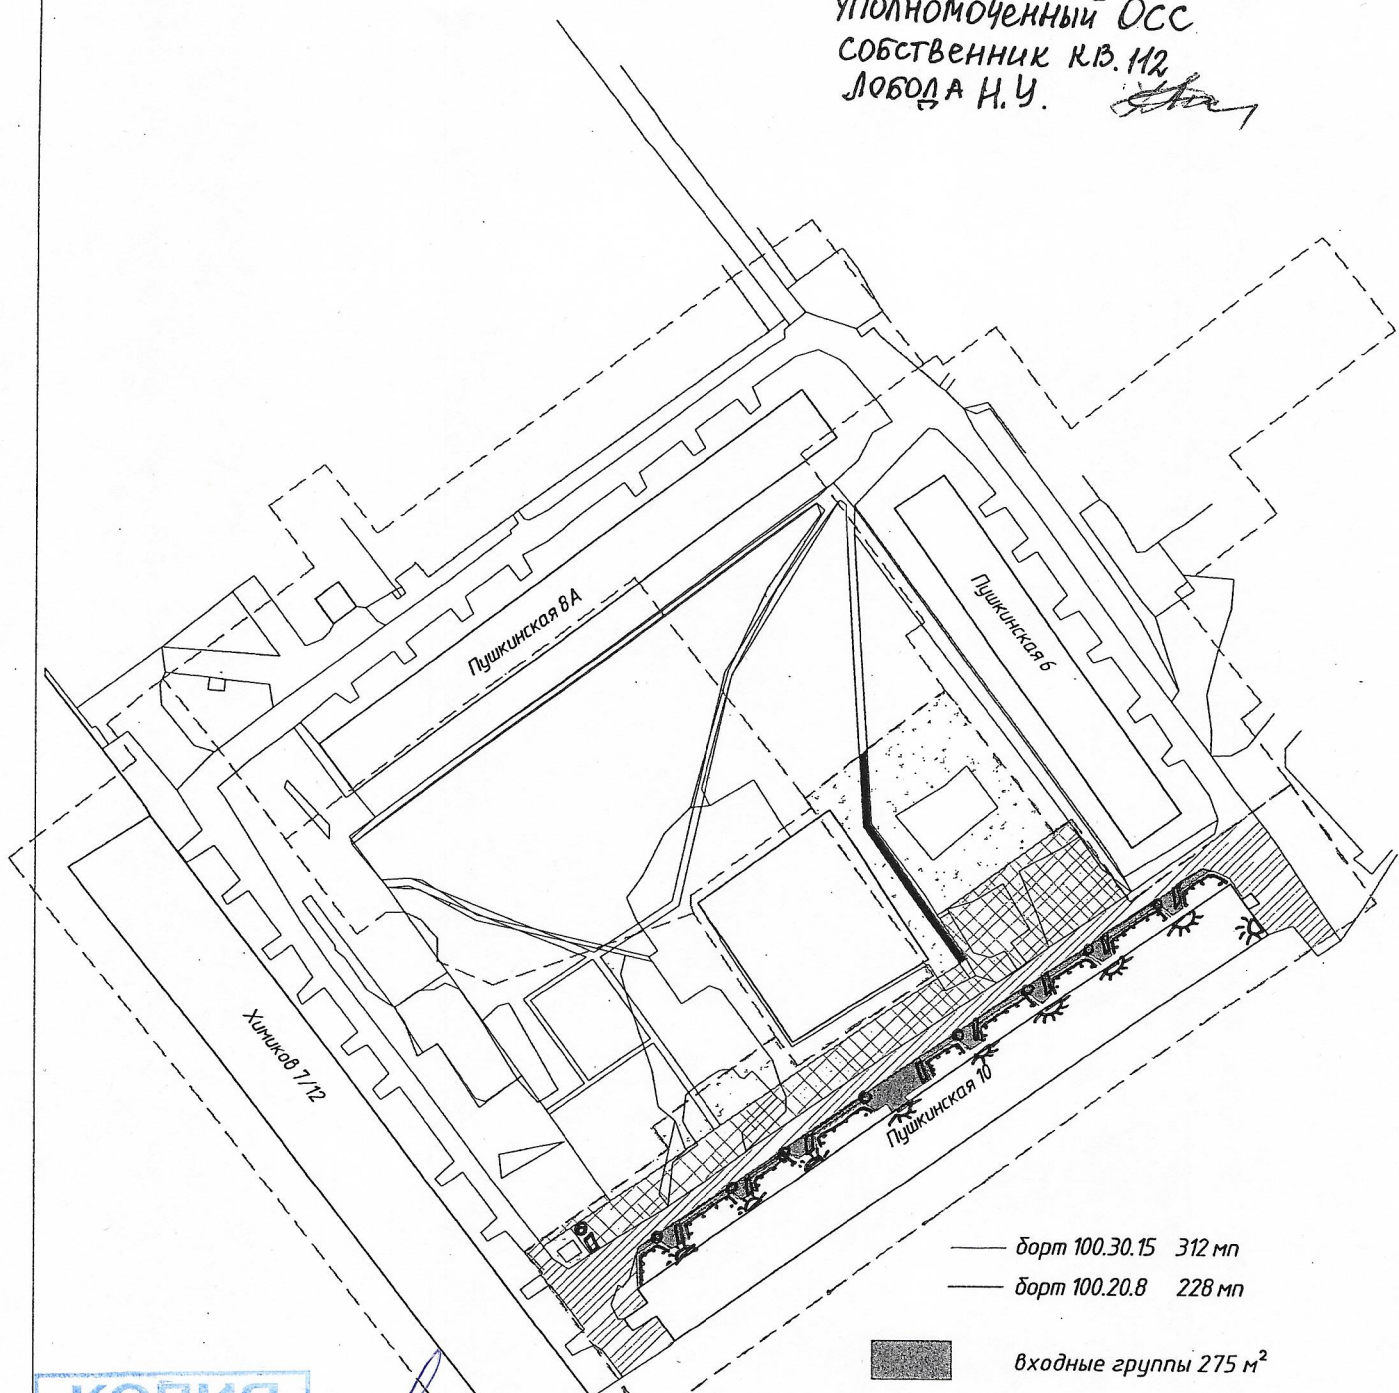 уполномоченный ОСС
собственник кв. 112
Лобода Н.И.
Пушкинская 8А
Пушкинская 6
Химиков 7/12
Пушкинская 10
борт 100.30.15 312 мп
борт 100.20.8 228 мп
входные группы 275 м²
КОПИЯ